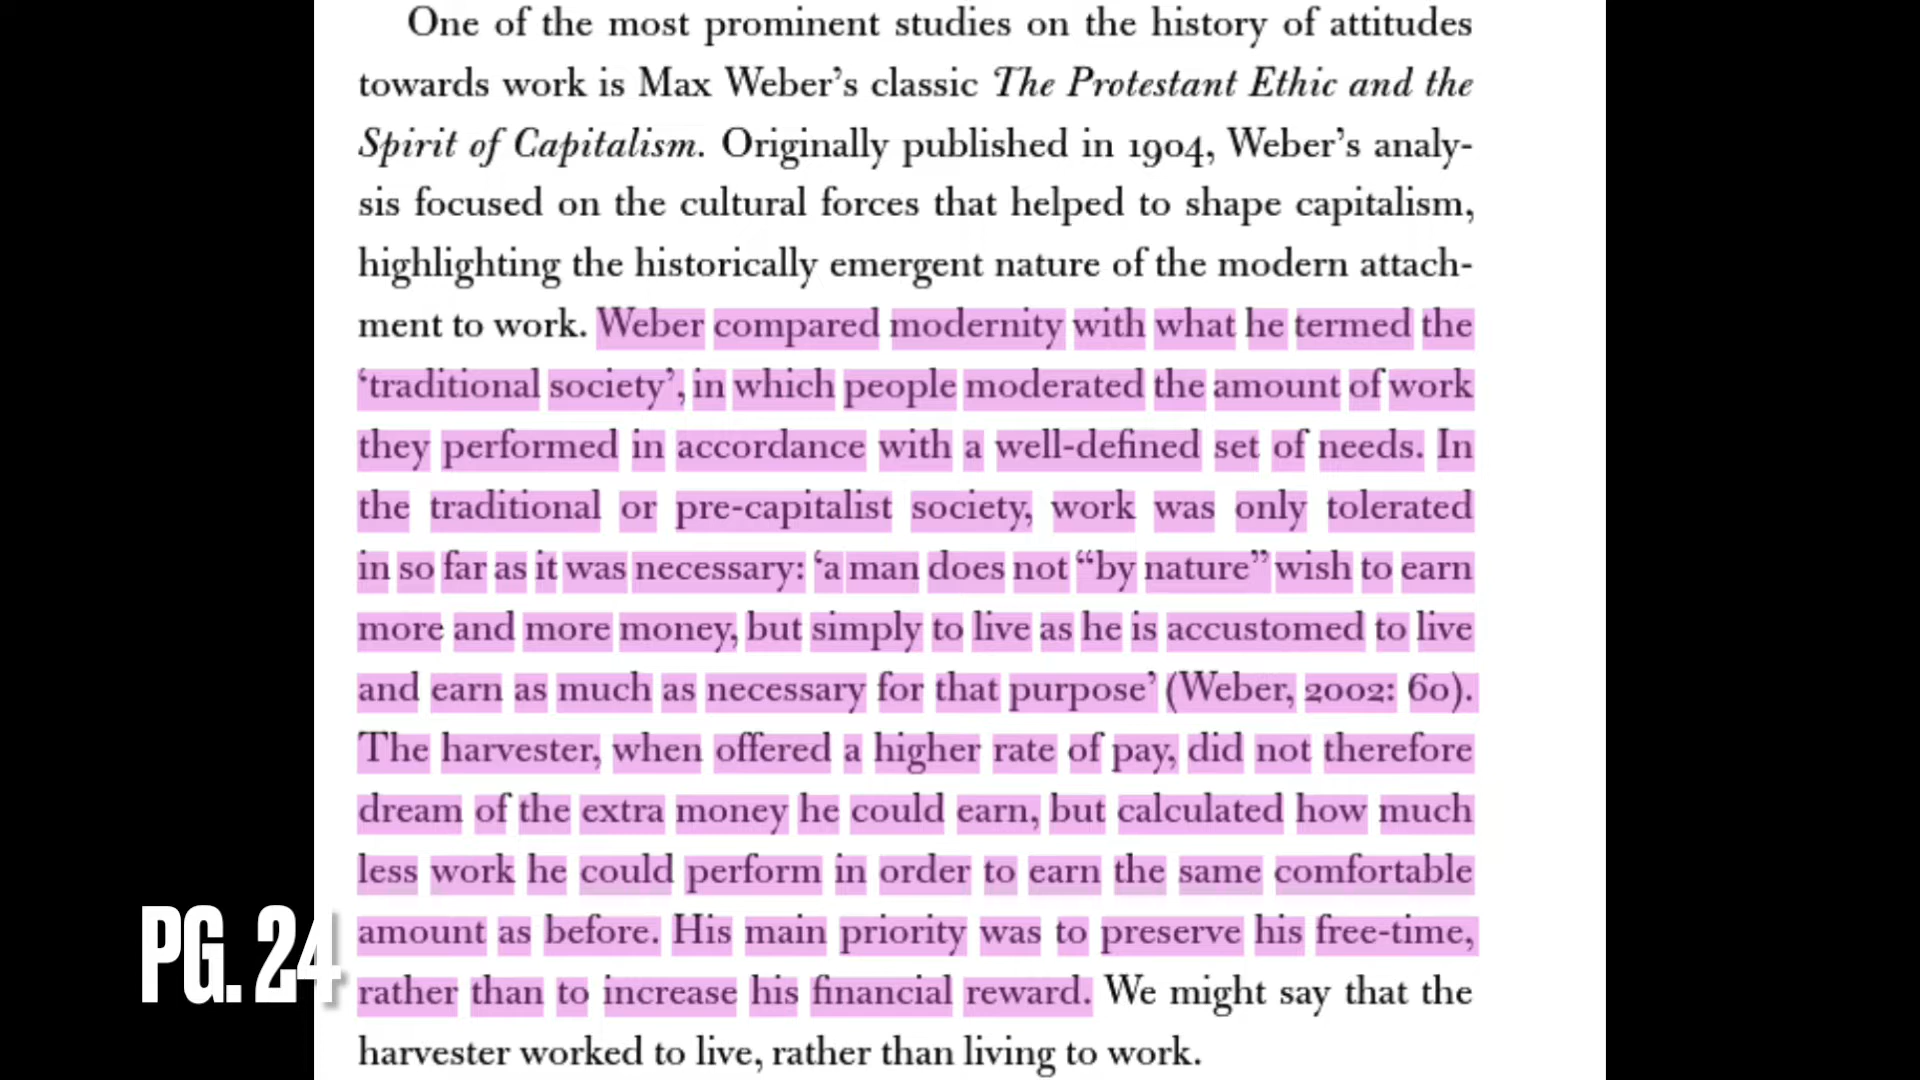 One of the most prominent studies on the history of attitudes
towards work is Max Weber’s classic The Protestant Ethic and the
Spirit of Capitalism. Originally published in 1904, Weber’s analy-
sis focused on the cultural forces that helped to shape capitalism,
highlighting the historically emergent nature of the modern attach-
ment to work. Weber compared modernity with what he termed the
‘traditional society’, in which people moderated the amount of work
they performed in accordance with a well-defined set of needs. In
the traditional or pre-capitalist society, work was only tolerated
in so far as it was necessary: ‘a man does not “by nature” wish to earn
more and more money, but simply to live as he is accustomed to live
and earn as much as necessary for that purpose’ (Weber, 2002: 60).
The harvester, when offered a higher rate of pay, did not therefore
dream of the extra money he could earn, but calculated how much
less work he could perform in order to earn the same comfortable
amount as before. His main priority was to preserve his free-time,
rather than to increase his financial reward. We might say that the
harvester worked to live, rather than living to work.
PG. 24